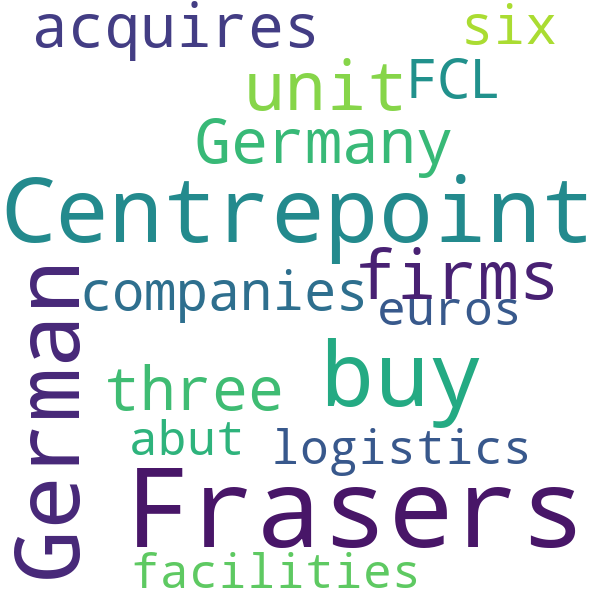 acquires
six
unit
FCL
Germany
Centrepoint
firms
companies
euros
German
buy
three
abut
logistics
Frasers
facilities